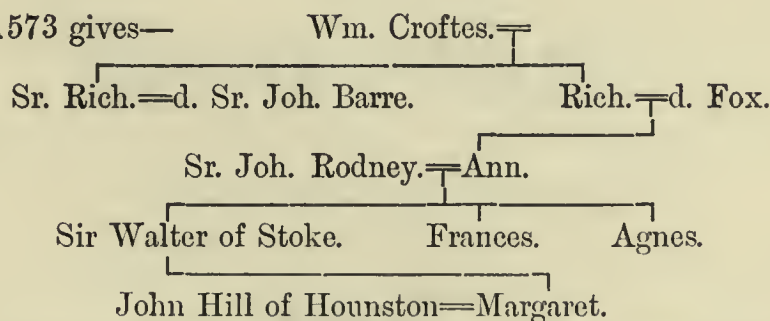 .573 gives— Wm. Croftes.=
Sr. Rich.=d. Sr. Joh. Barre. Rich.=d. Fox.
Sr. Joh. Rodney.=Ann.
Sir Walter of Stoke. Frances. Agnes.
John Hill of Hounston=Margaret.